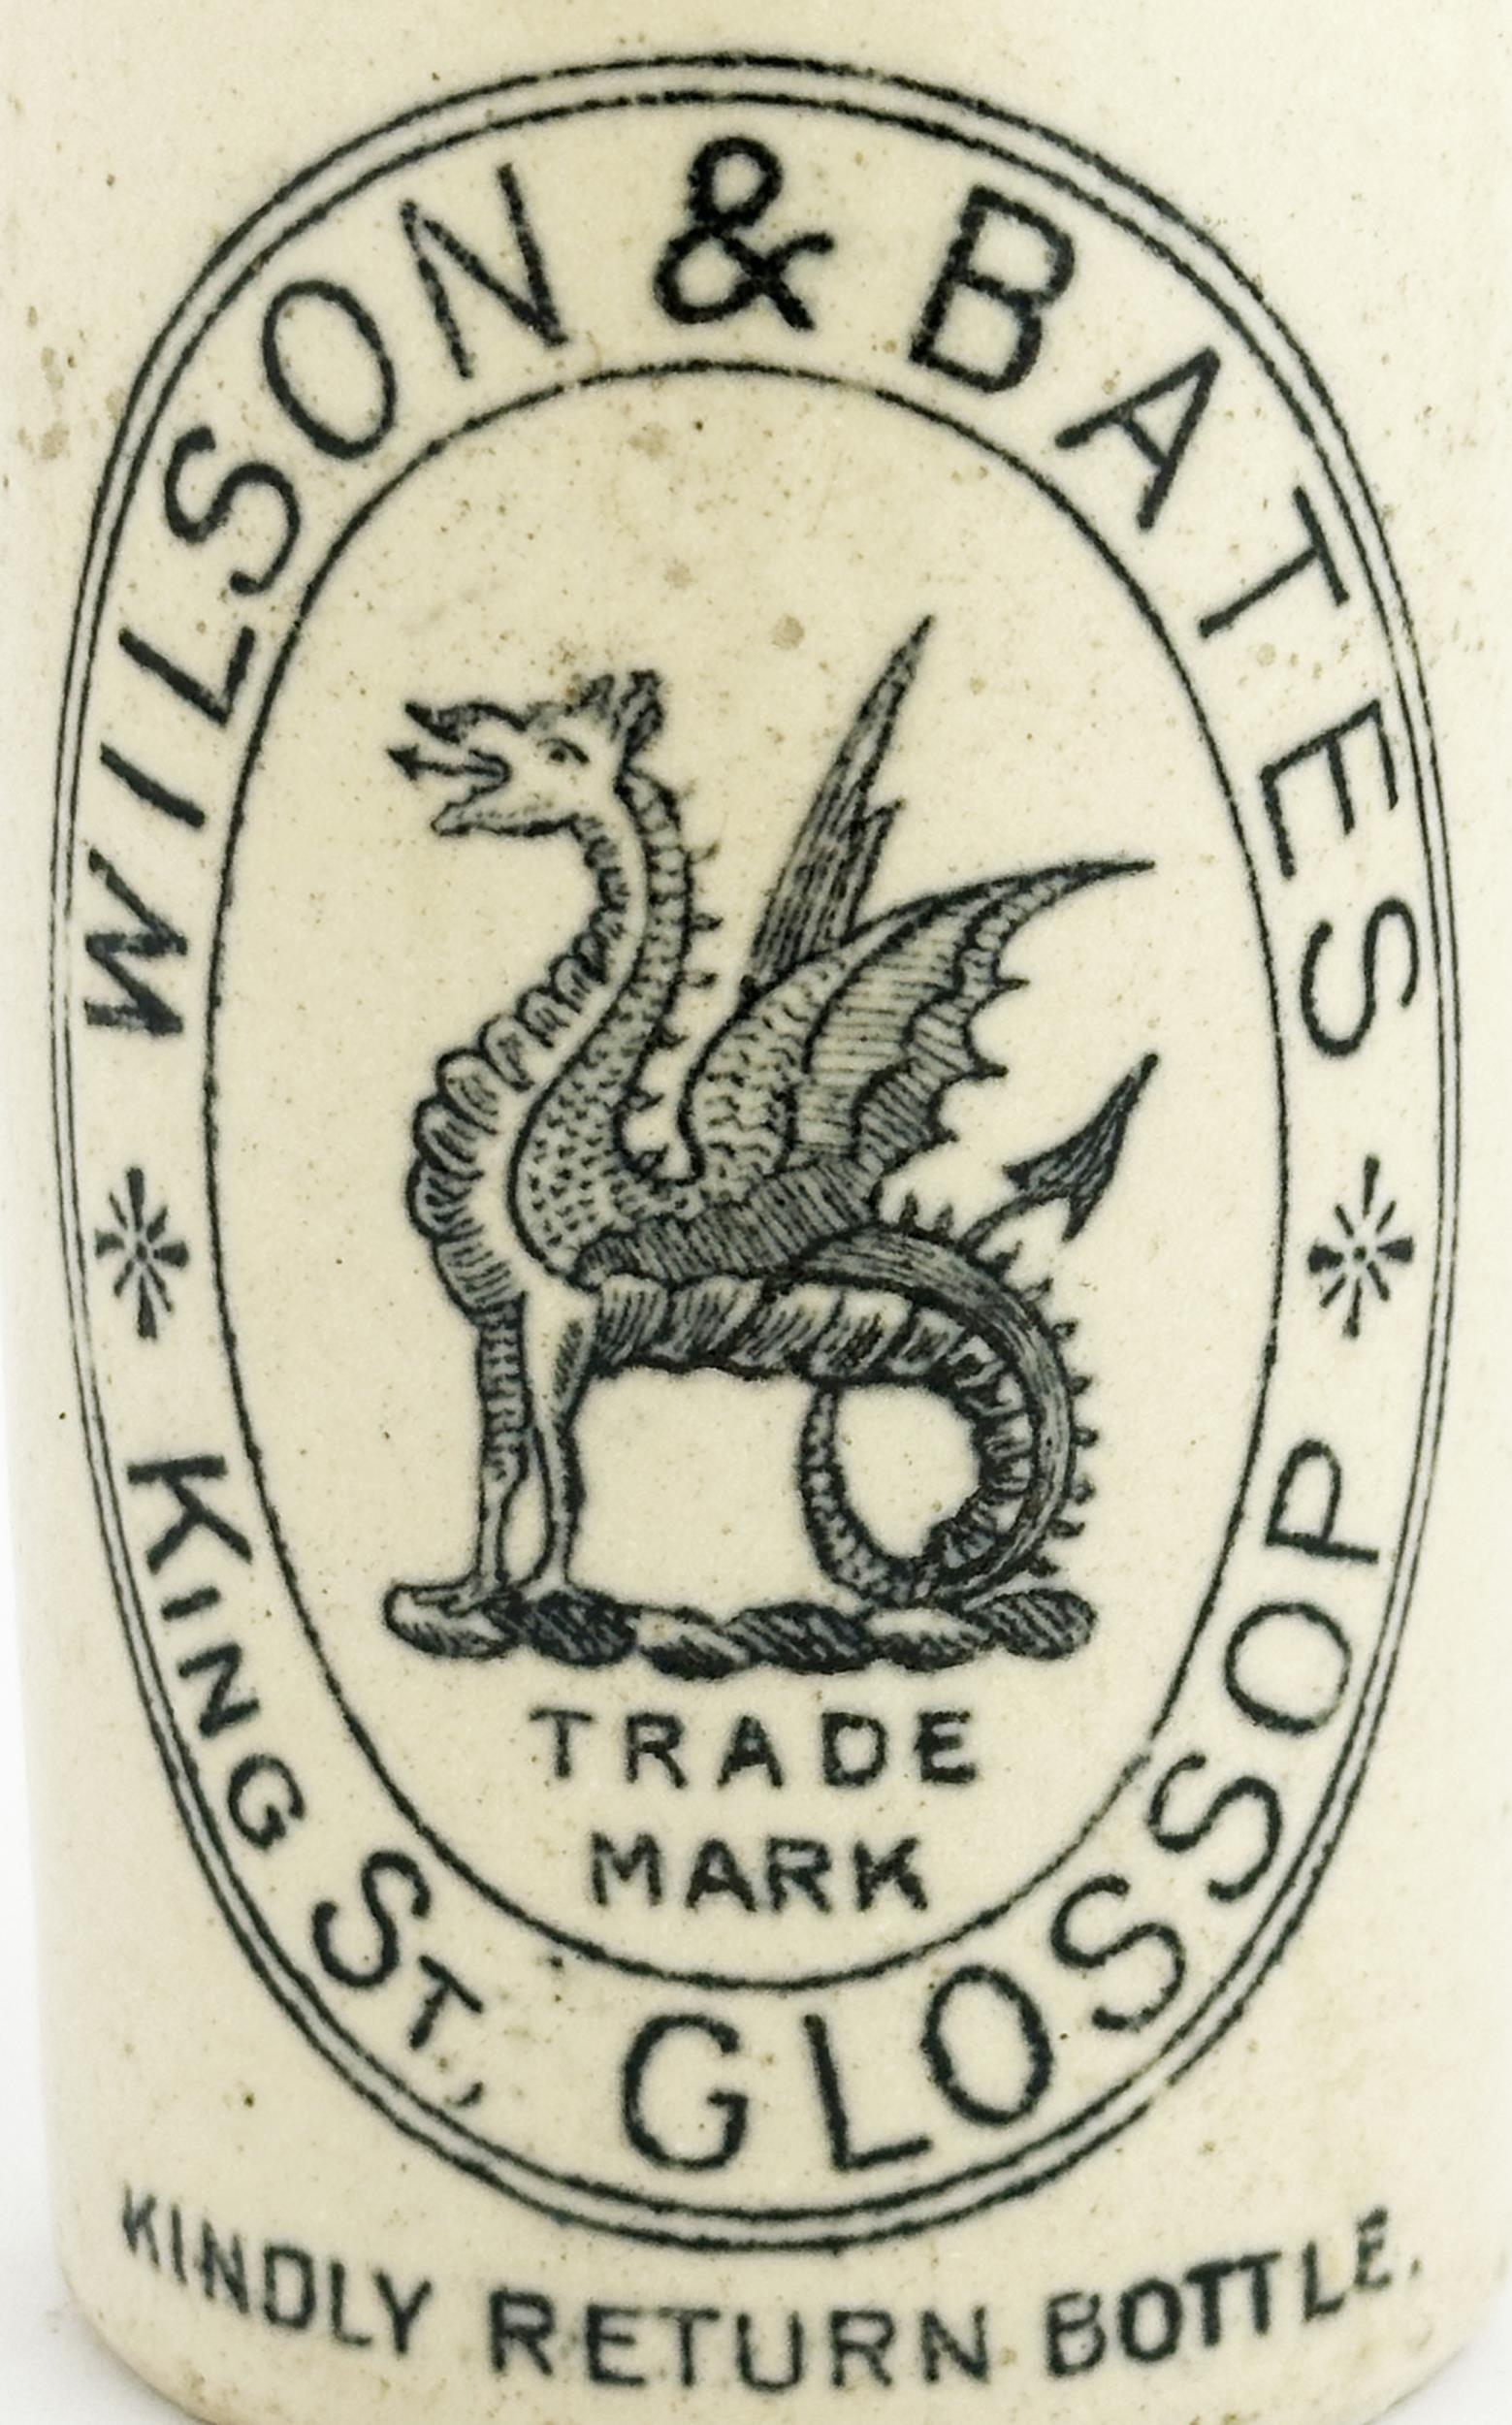 WILSON & BATES
TRADE
MARK
KING ST., GLOSSOP
KINDLY RETURN BOTTLE.